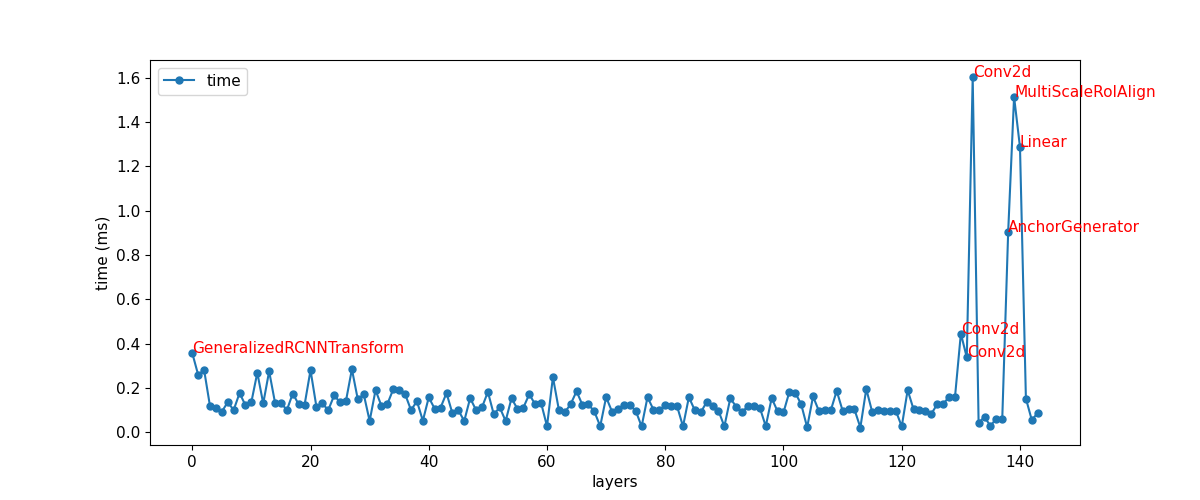 time
Conv2d
MultiScaleRoIAlign
Linear
AnchorGenerator
Conv2d
Conv2d
GeneralizedRCNNTransform
1.6
1.4
1.2
1.0
0.8
0.6
0.4
0.2
0.0
time (ms)
0 20 40 60 80 100 120 140
layers